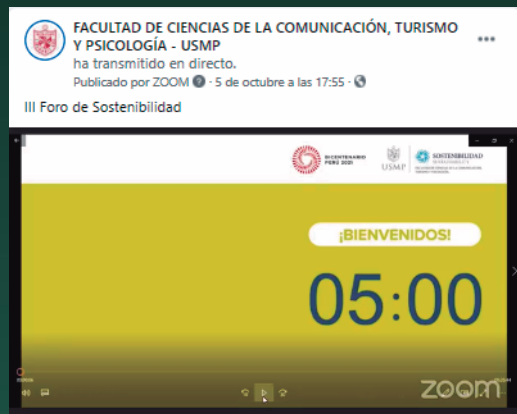 FACULTAD DE CIENCIAS DE LA COMUNICACIÓN, TURISMO
Y PSICOLOGÍA - USMP
ha transmitido en directo.
Publicado por ZOOM · 5 de octubre a las 17:55 ·
III Foro de Sostenibilidad
BICENTENARIO
PERÚ 2021
USMP
SOSTENIBILIDAD
¡BIENVENIDOS!
05:00
zoom